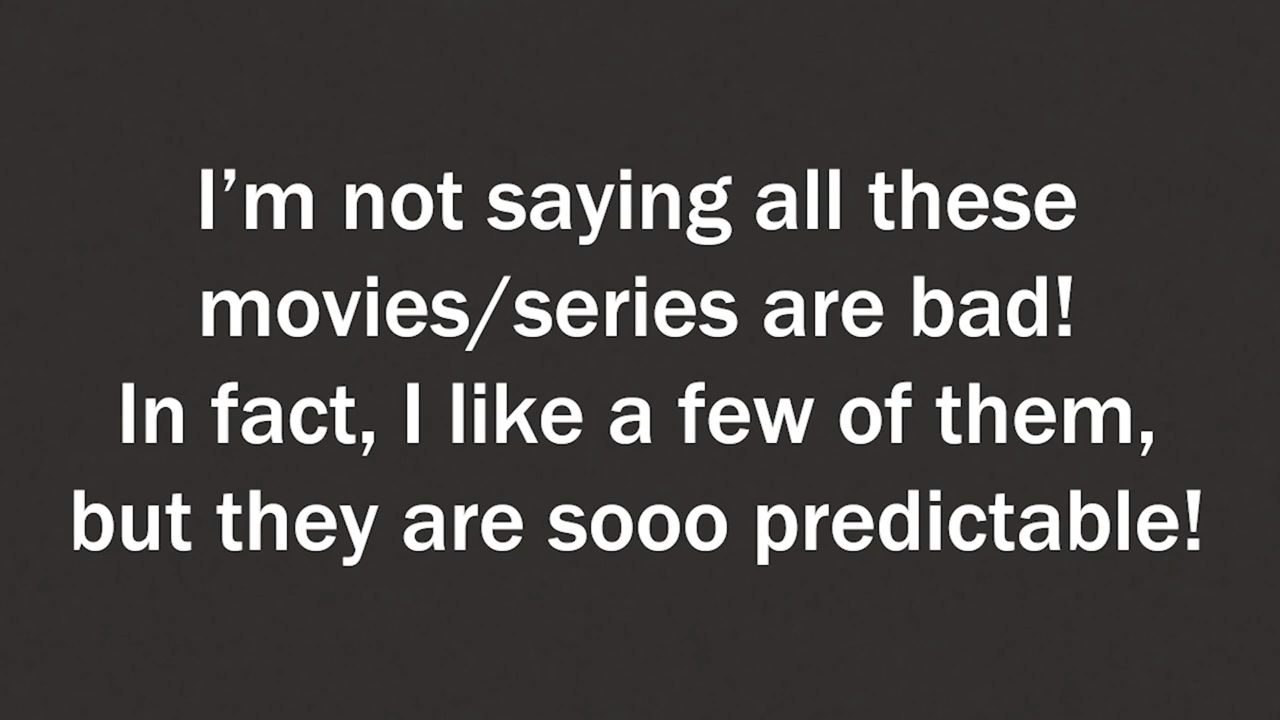 I’m not saying all these
movies/series are bad!
In fact, I like a few of them,
but they are sooo predictable!